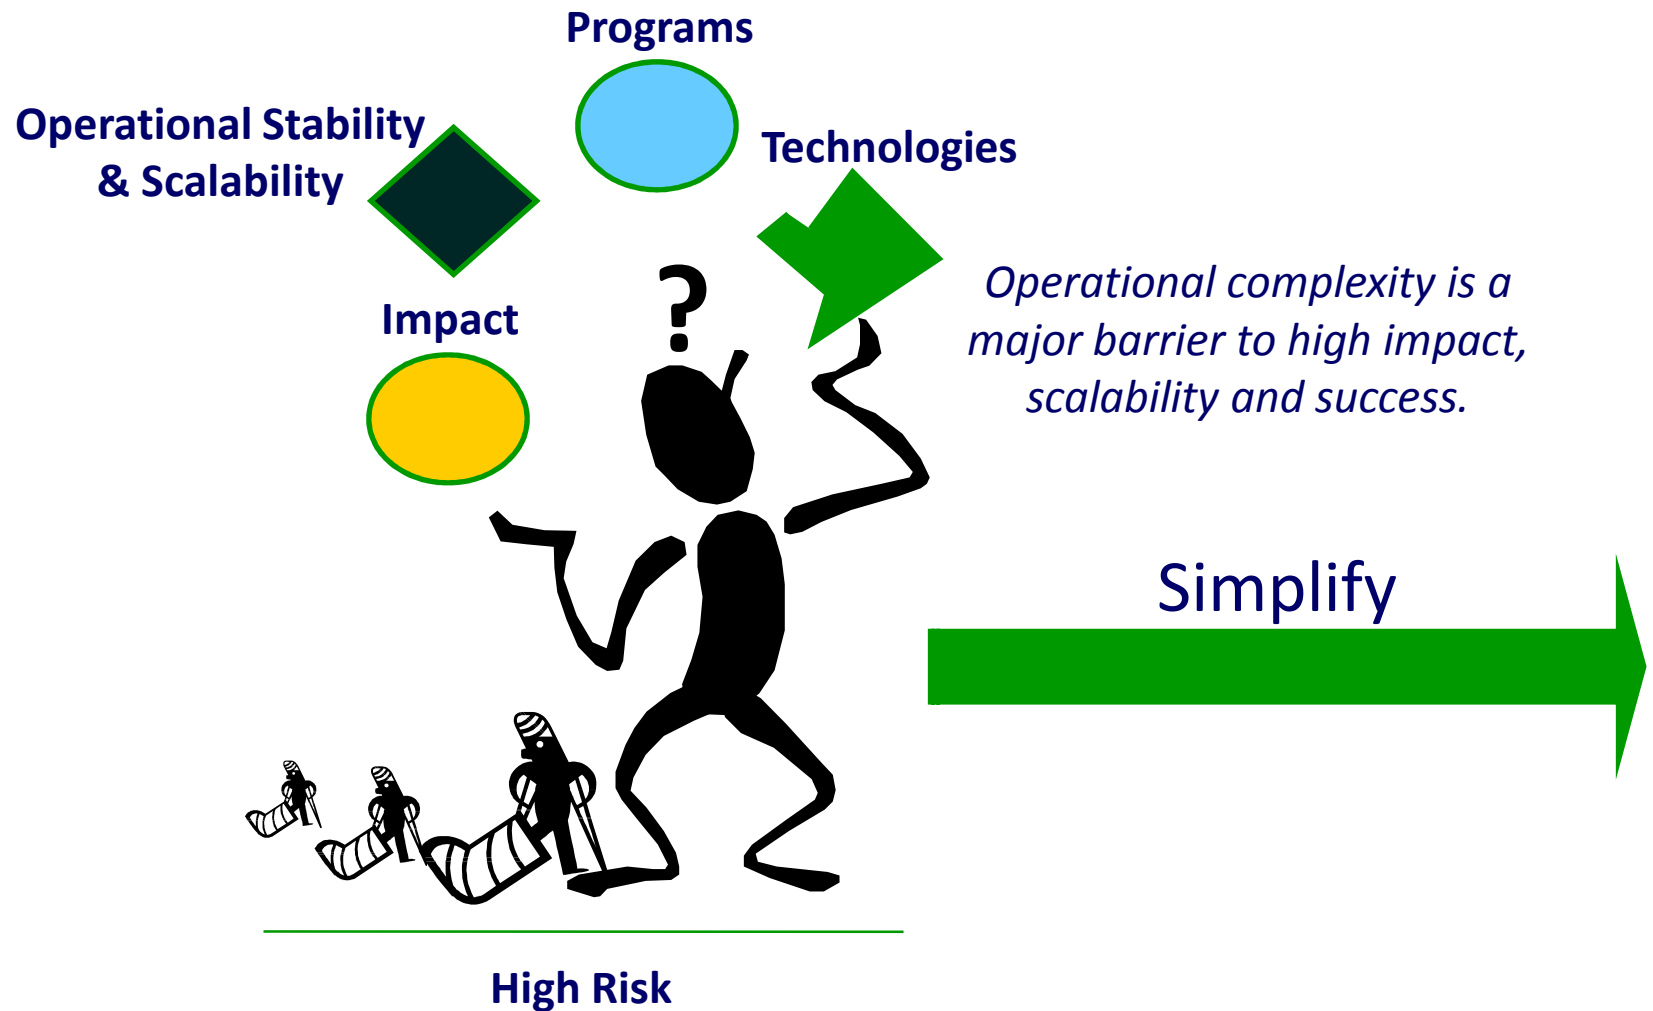 Programs
Operational Stability
& Scalability
Technologies
Impact
?
Operational complexity is a
major barrier to high impact,
scalability and success.
Simplify
High Risk